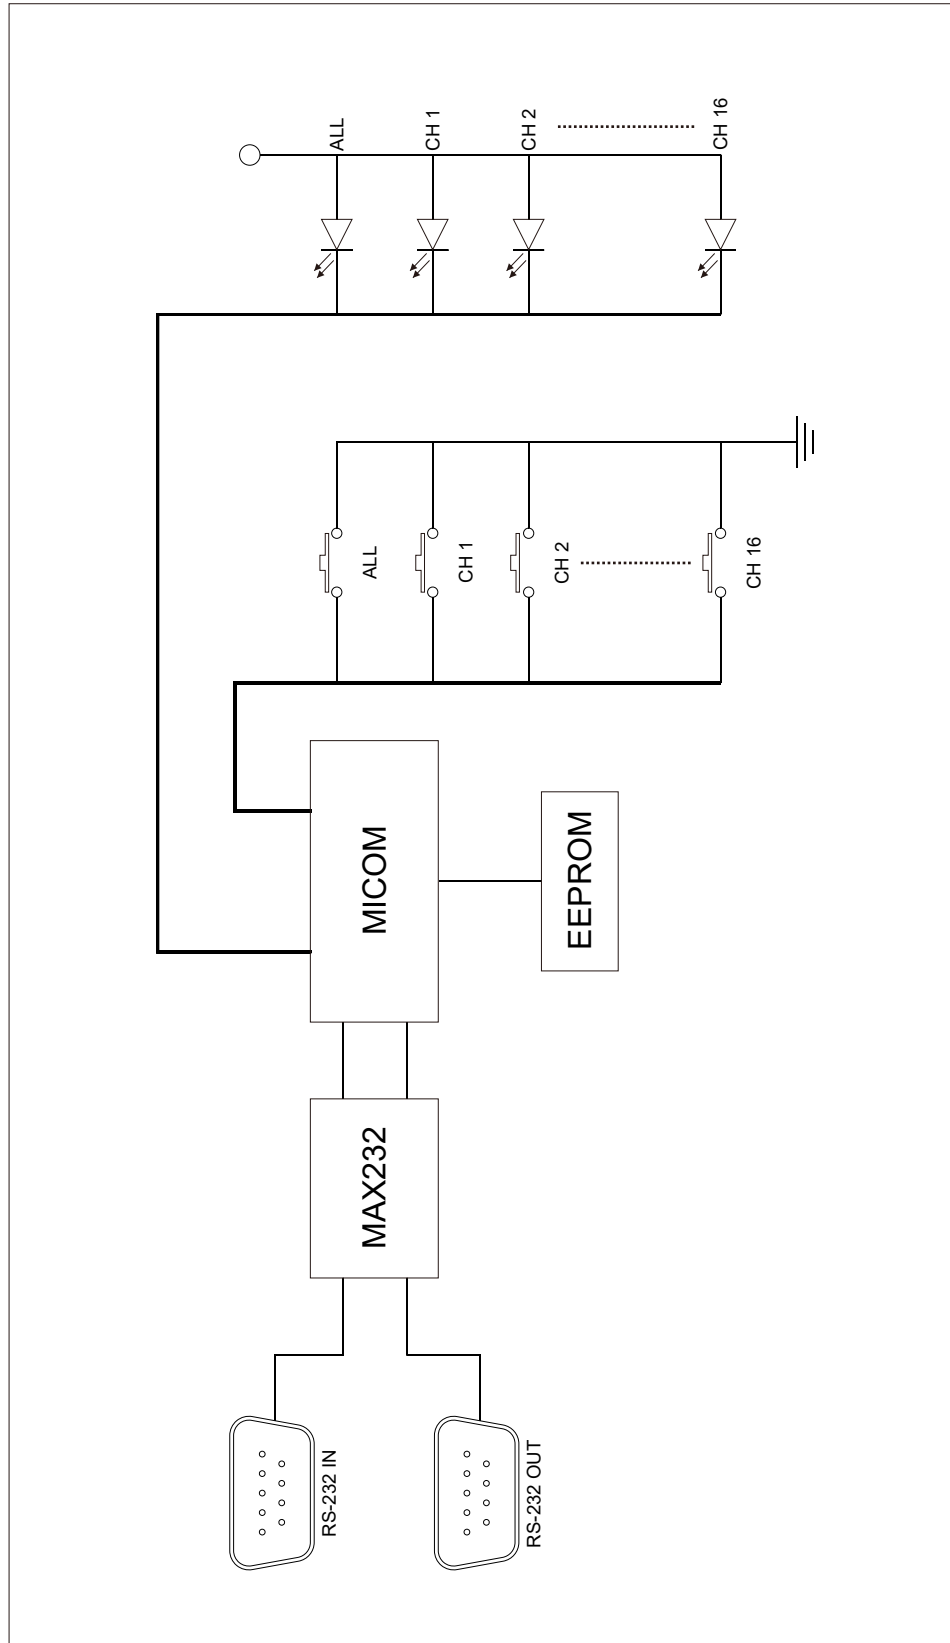 ALL
CH 1
CH 2
CH 16
ALL
CH 1
CH 2
CH 16
MICOM
EEPROM
MAX232
RS-232 IN
RS-232 OUT